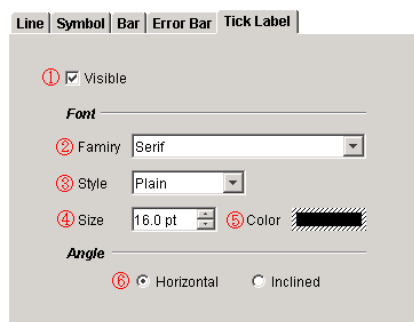 Line Symbol Bar Error Bar Tick Label
① Visible
Font
② Famiry Serif
③ Style Plain
④ Size 16.0 pt ⑤ Color
Angle
⑥ Horizontal Inclined